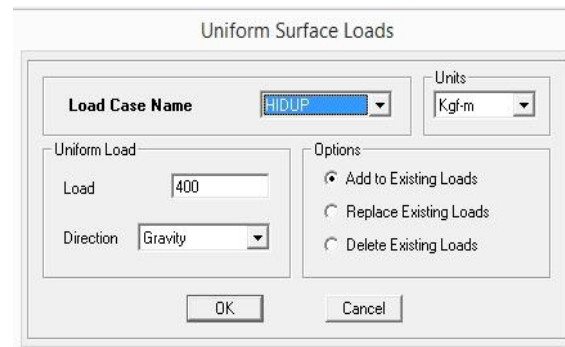 Uniform Surface Loads
Units
Load Case Name HIDUP Kgf-m
Uniform Load Options
Load 400 Add to Existing Loads
Replace Existing Loads
Direction Gravity Delete Existing Loads
OK Cancel